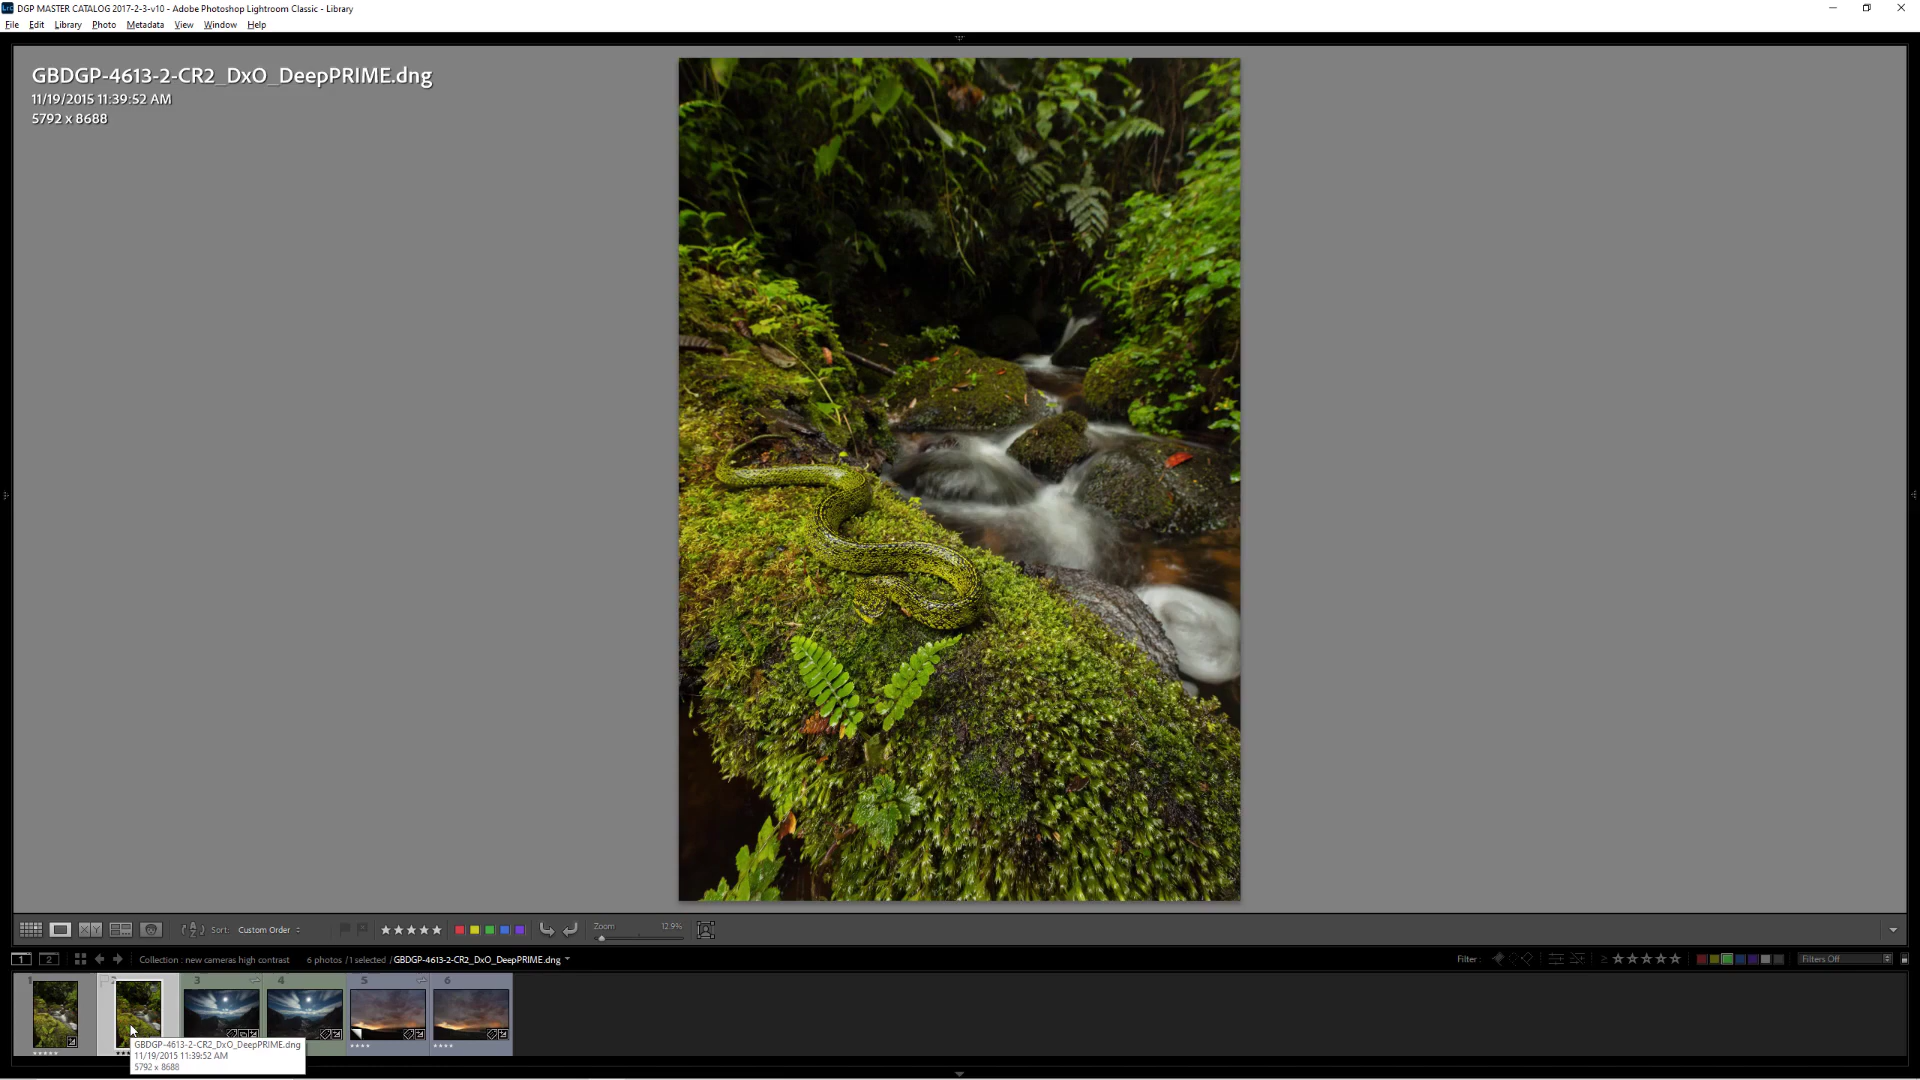 DGP MASTER CATALOG 2017-2-3-v10 - Adobe Photoshop Lightroom Classic - Library
File Edit Library Photo Metadata View Window Help
GBDGP-4613-2-CR2_DxO_DeepPRIME.dng
11/19/2015 11:39:52 AM
5792 x 8688
Sort: Custom Order
Zoom 12.9%
1 2 Collection : new cameras high contrast 6 photos / 1 selected / GBDGP-4613-2-CR2_DxO_DeepPRIME.dng
Filter : Filters Off
1 2 3 4 5 6
GBDGP-4613-2-CR2_DxO_DeepPRIME.dng
11/19/2015 11:39:52 AM
5792 x 8688